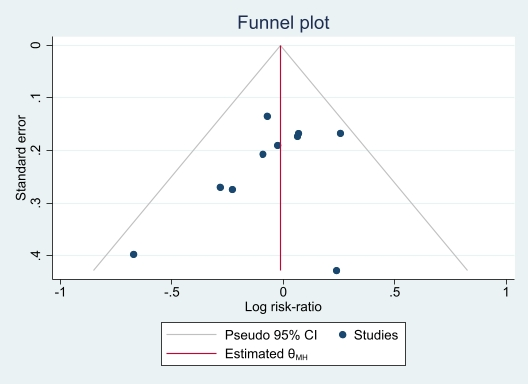 Funnel plot
Standard error
0
.1
.2
.3
.4
-1
-.5
0
.5
1
Log risk-ratio
Pseudo 95% CI
Studies
Estimated θMH